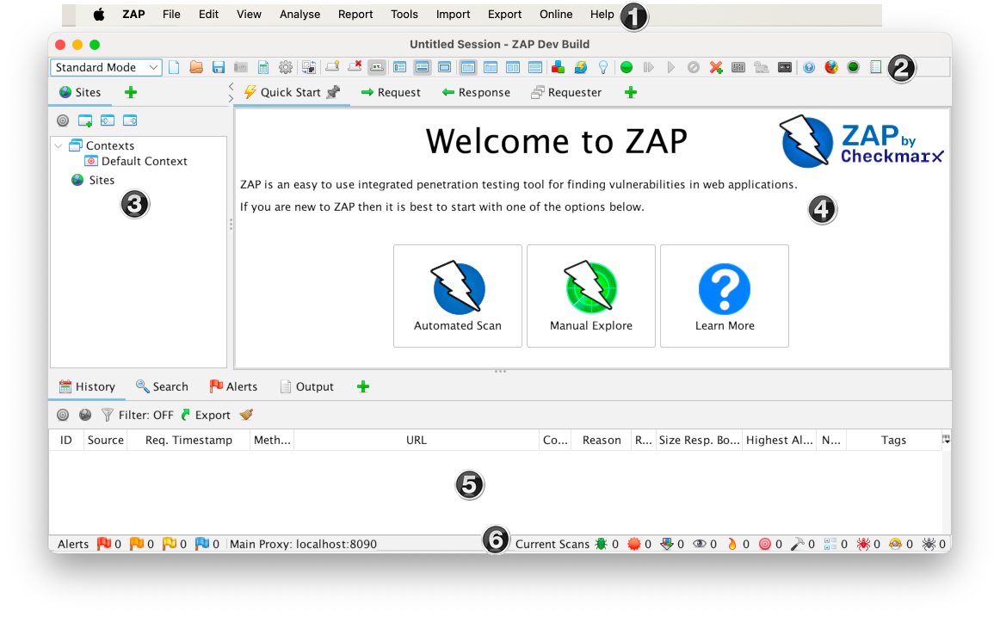 ZAP File Edit View Analyse Report Tools Import Export Online Help 1
Untitled Session - ZAP Dev Build
Standard Mode 2
Sites Quick Start Request Response Requester
Contexts
Default Context
Sites
3
Welcome to ZAP
ZAP by
Checkmarx
ZAP is an easy to use integrated penetration testing tool for finding vulnerabilities in web applications.
If you are new to ZAP then it is best to start with one of the options below.
4
Automated Scan Manual Explore Learn More
History Search Alerts Output
Filter: OFF Export
ID Source Req. Timestamp Meth... URL Co... Reason R... Size Resp. Bo... Highest Al... N... Tags
5
Alerts 0 0 0 0 Main Proxy: localhost:8090 6 Current Scans 0 0 0 0 0 0 0 0 0 0 0